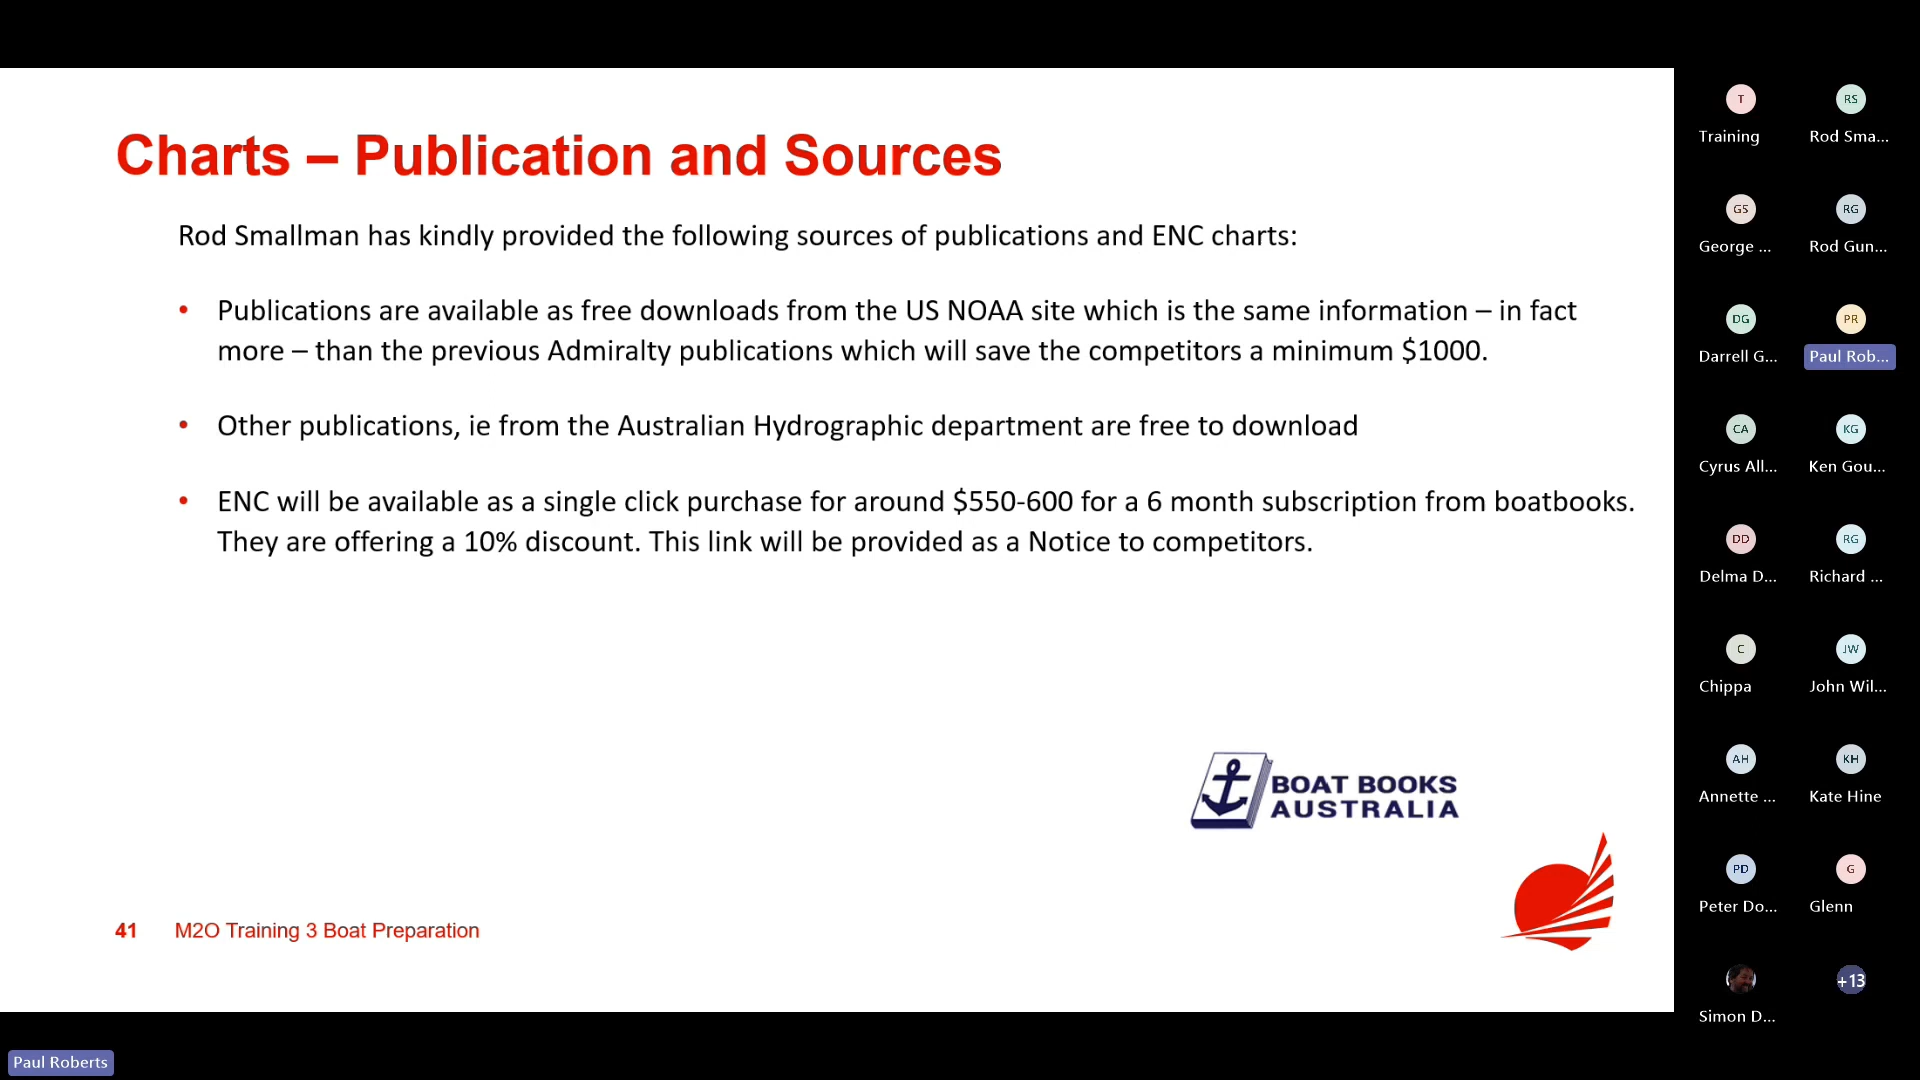 Charts – Publication and Sources
Rod Smallman has kindly provided the following sources of publications and ENC charts:
• Publications are available as free downloads from the US NOAA site which is the same information – in fact
more – than the previous Admiralty publications which will save the competitors a minimum $1000.
• Other publications, ie from the Australian Hydrographic department are free to download
• ENC will be available as a single click purchase for around $550-600 for a 6 month subscription from boatbooks.
They are offering a 10% discount. This link will be provided as a Notice to competitors.
BOAT BOOKS
AUSTRALIA
41 M2O Training 3 Boat Preparation
Paul Roberts
T RS
Training Rod Sma...
GS RG
George ... Rod Gun...
DG PR
Darrell G... Paul Rob...
CA KG
Cyrus All... Ken Gou...
DD RG
Delma D... Richard ...
C JW
Chippa John Wil...
AH KH
Annette ... Kate Hine
PD G
Peter Do... Glenn
+13
Simon D...